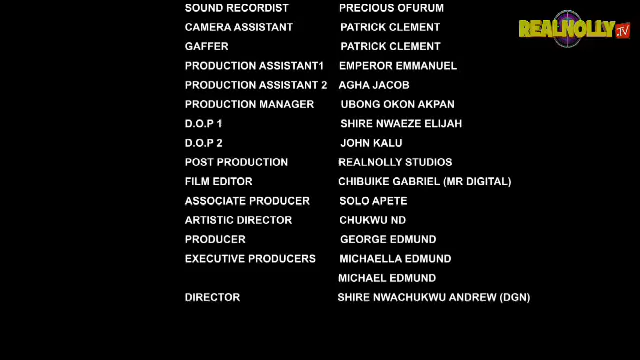 SOUND RECORDIST PRECIOUS OFURUM
REALNOLLY.TV
CAMERA ASSISTANT PATRICK CLEMENT
GAFFER PATRICK CLEMENT
PRODUCTION ASSISTANT1 EMPEROR EMMANUEL
PRODUCTION ASSISTANT 2 AGHA JACOB
PRODUCTION MANAGER UBONG OKON AKPAN
D.O.P 1 SHIRE NWAEZE ELIJAH
D.O.P 2 JOHN KALU
POST PRODUCTION REALNOLLY STUDIOS
FILM EDITOR CHIBUIKE GABRIEL (MR DIGITAL)
ASSOCIATE PRODUCER SOLO APETE
ARTISTIC DIRECTOR CHUKWU ND
PRODUCER GEORGE EDMUND
EXECUTIVE PRODUCERS MICHAELLA EDMUND
MICHAEL EDMUND
DIRECTOR SHIRE NWACHUKWU ANDREW (DGN)